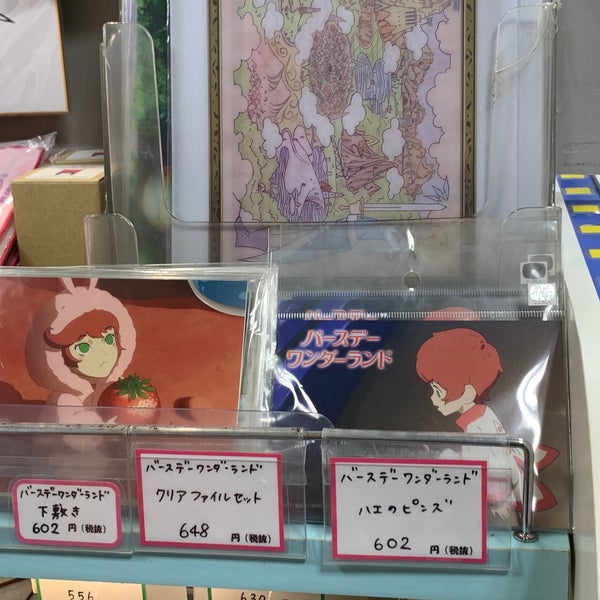 バースデー
ワンダーランド
バースデーワンダーランド
下敷き
602 円(税抜)
バースデーワンダーランド
クリアファイルセット
648 円(税抜)
バースデーワンダーランド
ハエのピンズ
602 円(税抜)
556
630